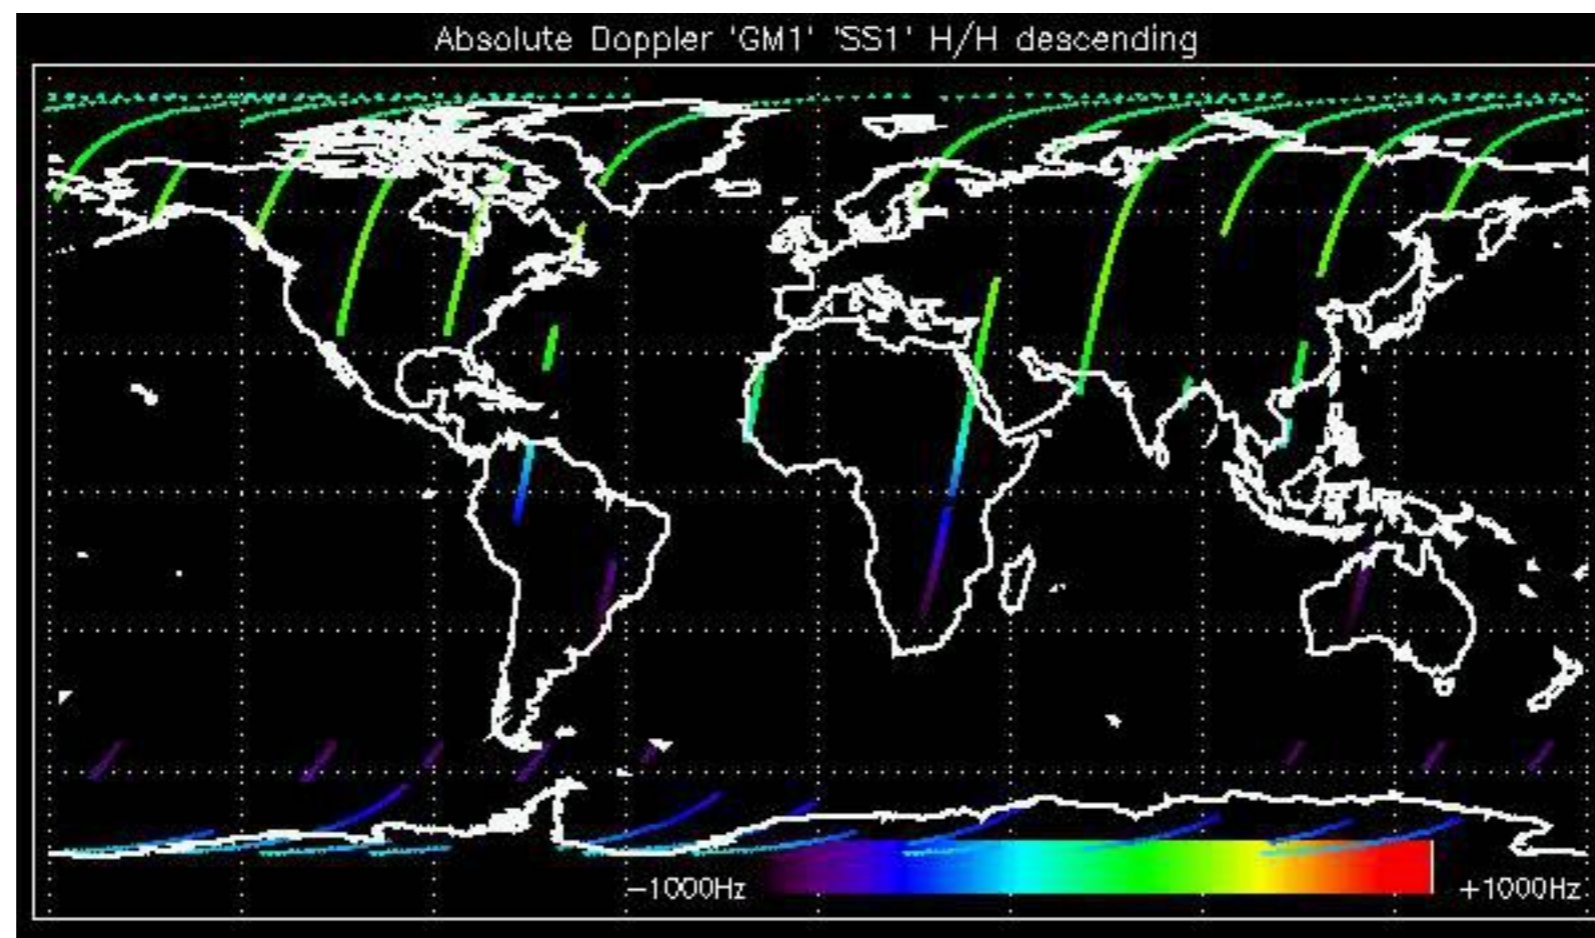 Absolute Doppler 'GM1' 'SS1' H/H descending
−1000Hz
+1000Hz